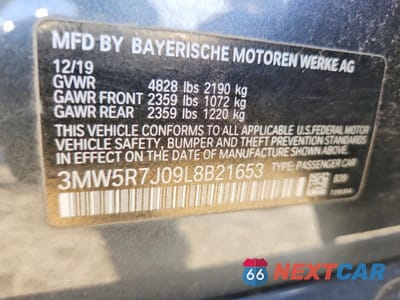 MFD BY BAYERISCHE MOTOREN WERKE AG
12/19
GVWR 4828 lbs 2190 kg
GAWR FRONT 2359 lbs 1072 kg
GAWR REAR 2359 lbs 1220 kg
THIS VEHICLE CONFORMS TO ALL APPLICABLE U.S. FEDERAL MOTOR
VEHICLE SAFETY, BUMPER, AND THEFT PREVENTION STANDARDS
IN EFFECT ON THE DATE OF MANUFACTURE SHOWN ABOVE.
3MW5R7J09L8B21653 TYPE: PASSENGER CAR
B39
66 NEXTCAR